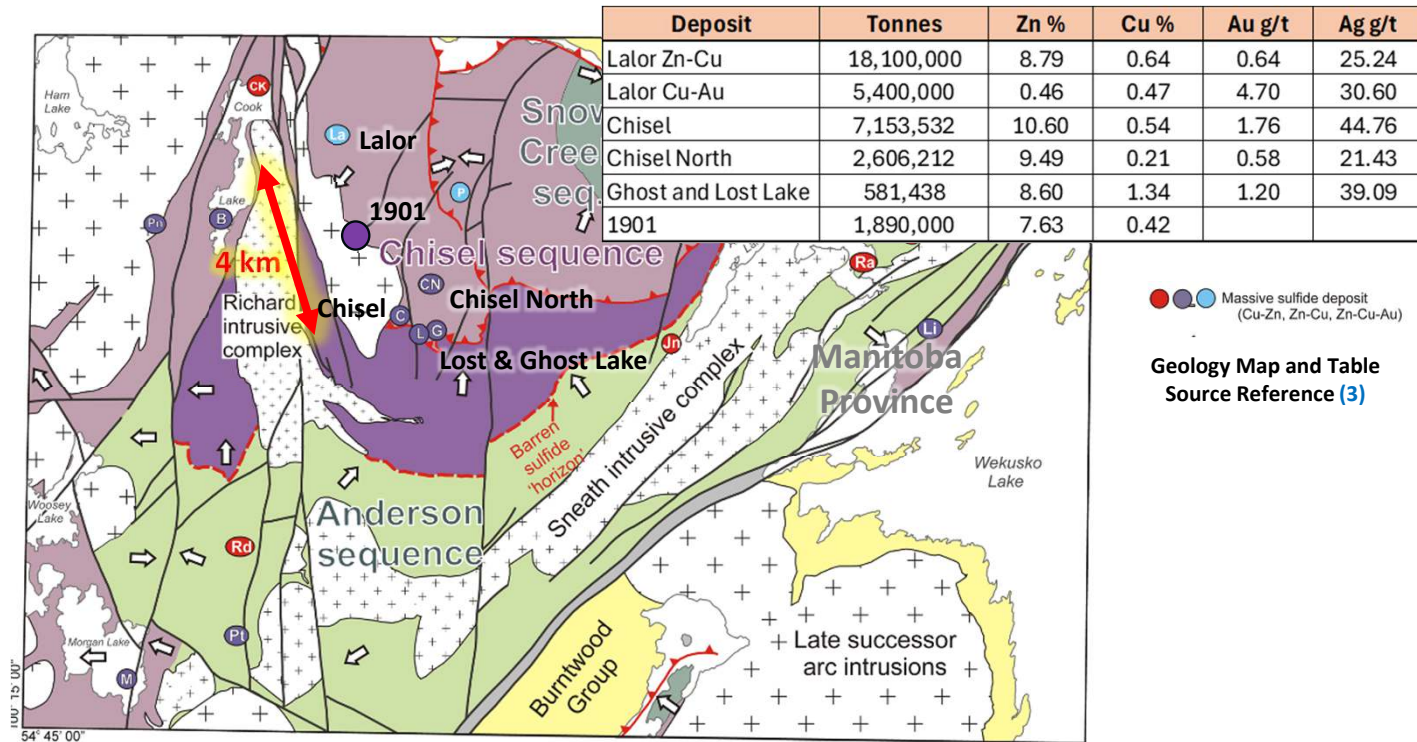 Deposit Tonnes Zn % Cu % Au g/t Ag g/t
Lalor Zn-Cu 18,100,000 8.79 0.64 0.64 25.24
Lalor Cu-Au 5,400,000 0.46 0.47 4.70 30.60
Chisel 7,153,532 10.60 0.54 1.76 44.76
Chisel North 2,606,212 9.49 0.21 0.58 21.43
Ghost and Lost Lake 581,438 8.60 1.34 1.20 39.09
1901 1,890,000 7.63 0.42
Ham
Lake
CK
Cook
Lake
La
Lalor
Snow
Creek
seq.
P
1901
Pn
B
Chisel sequence
4 km
Richard
intrusive
complex
CN
Chisel North
Chisel
C
L
G
Lost & Ghost Lake
Jn
Ra
Li
Manitoba
Province
Massive sulfide deposit
(Cu-Zn, Zn-Cu, Zn-Cu-Au)
Geology Map and Table
Source Reference (3)
Barren
sulfide
'horizon'
Sneath intrusive complex
Wekusko
Lake
Woosey
Lake
Anderson
sequence
Rd
Pt
Morgan Lake
M
Burntwood
Group
Late successor
arc intrusions
100° 15' 00"
54° 45' 00"